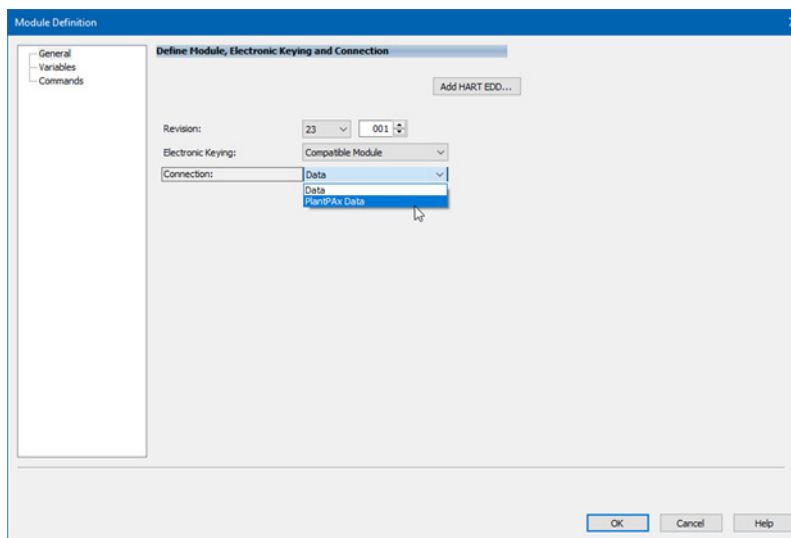 Module Definition
General
Variables
Commands
Define Module, Electronic Keying and Connection
Add HART EDD...
Revision: 23 001
Electronic Keying: Compatible Module
Connection: Data
Data
PlantPAx Data
OK Cancel Help